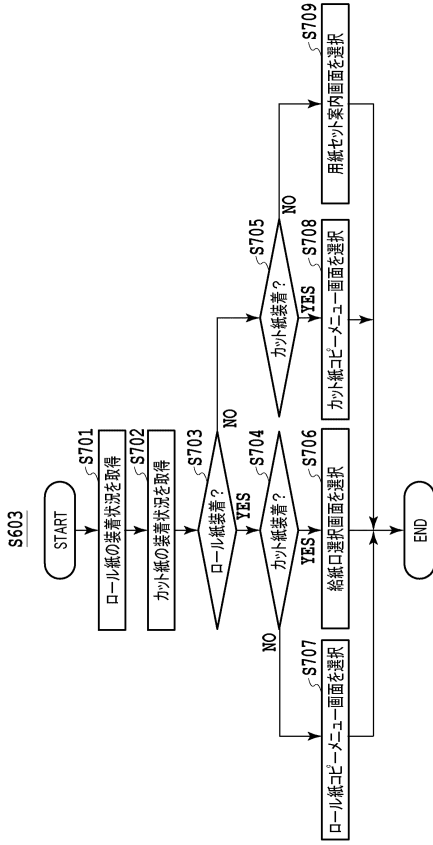 S603
START
S701
ロール紙の装着状況を取得
S702
カット紙の装着状況を取得
S703
ロール紙装着?
NO
YES
S704
カット紙装着?
NO
YES
S705
カット紙装着?
NO
YES
S707
ロール紙コピーメニュー画面を選択
S706
給紙口選択画面を選択
S708
カット紙コピーメニュー画面を選択
S709
用紙セット案内画面を選択
END